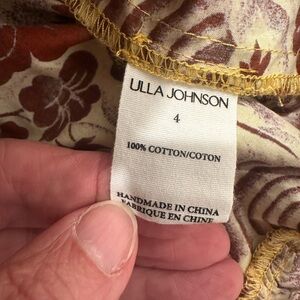 ULLA JOHNSON
4
100% COTTON/COTON
HANDMADE IN CHINA
FABRIQUE EN CHINE